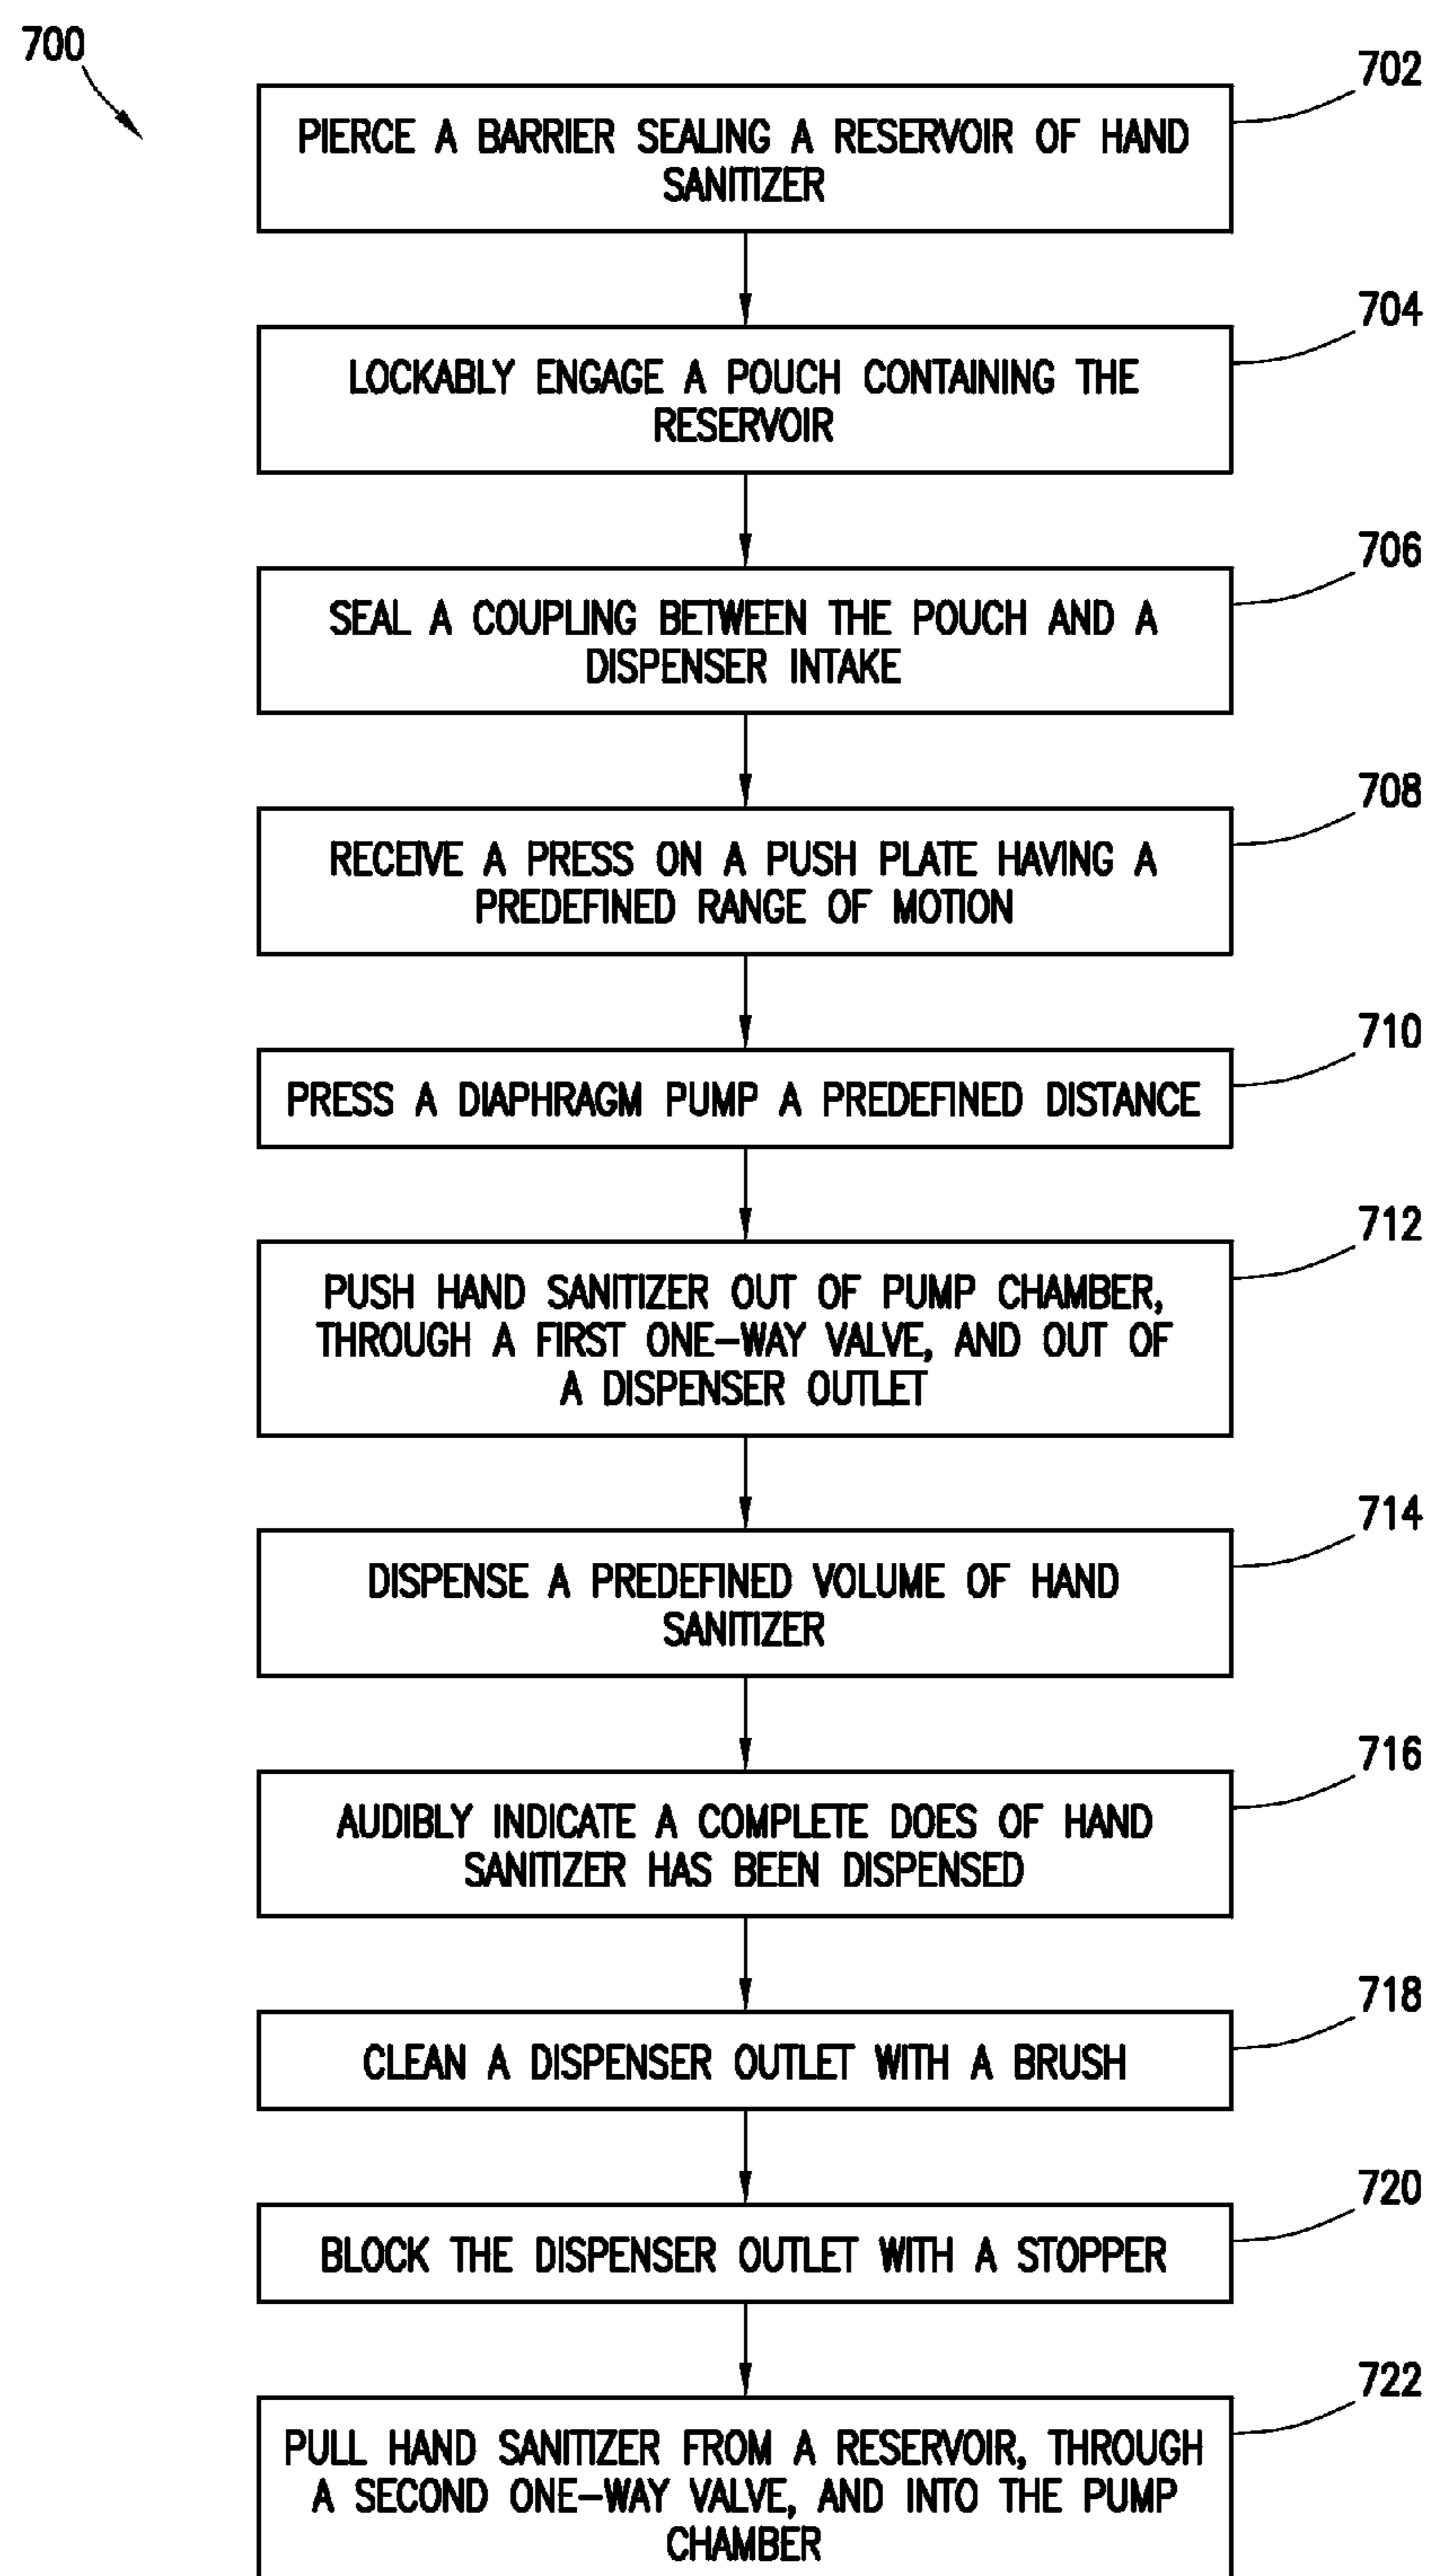 700
702
PIERCE A BARRIER SEALING A RESERVOIR OF HAND
SANITIZER
704
LOCKABLY ENGAGE A POUCH CONTAINING THE
RESERVOIR
706
SEAL A COUPLING BETWEEN THE POUCH AND A
DISPENSER INTAKE
708
RECEIVE A PRESS ON A PUSH PLATE HAVING A
PREDEFINED RANGE OF MOTION
710
PRESS A DIAPHRAGM PUMP A PREDEFINED DISTANCE
712
PUSH HAND SANITIZER OUT OF PUMP CHAMBER,
THROUGH A FIRST ONE-WAY VALVE, AND OUT OF
A DISPENSER OUTLET
714
DISPENSE A PREDEFINED VOLUME OF HAND
SANITIZER
716
AUDIBLY INDICATE A COMPLETE DOES OF HAND
SANITIZER HAS BEEN DISPENSED
718
CLEAN A DISPENSER OUTLET WITH A BRUSH
720
BLOCK THE DISPENSER OUTLET WITH A STOPPER
722
PULL HAND SANITIZER FROM A RESERVOIR, THROUGH
A SECOND ONE-WAY VALVE, AND INTO THE PUMP
CHAMBER